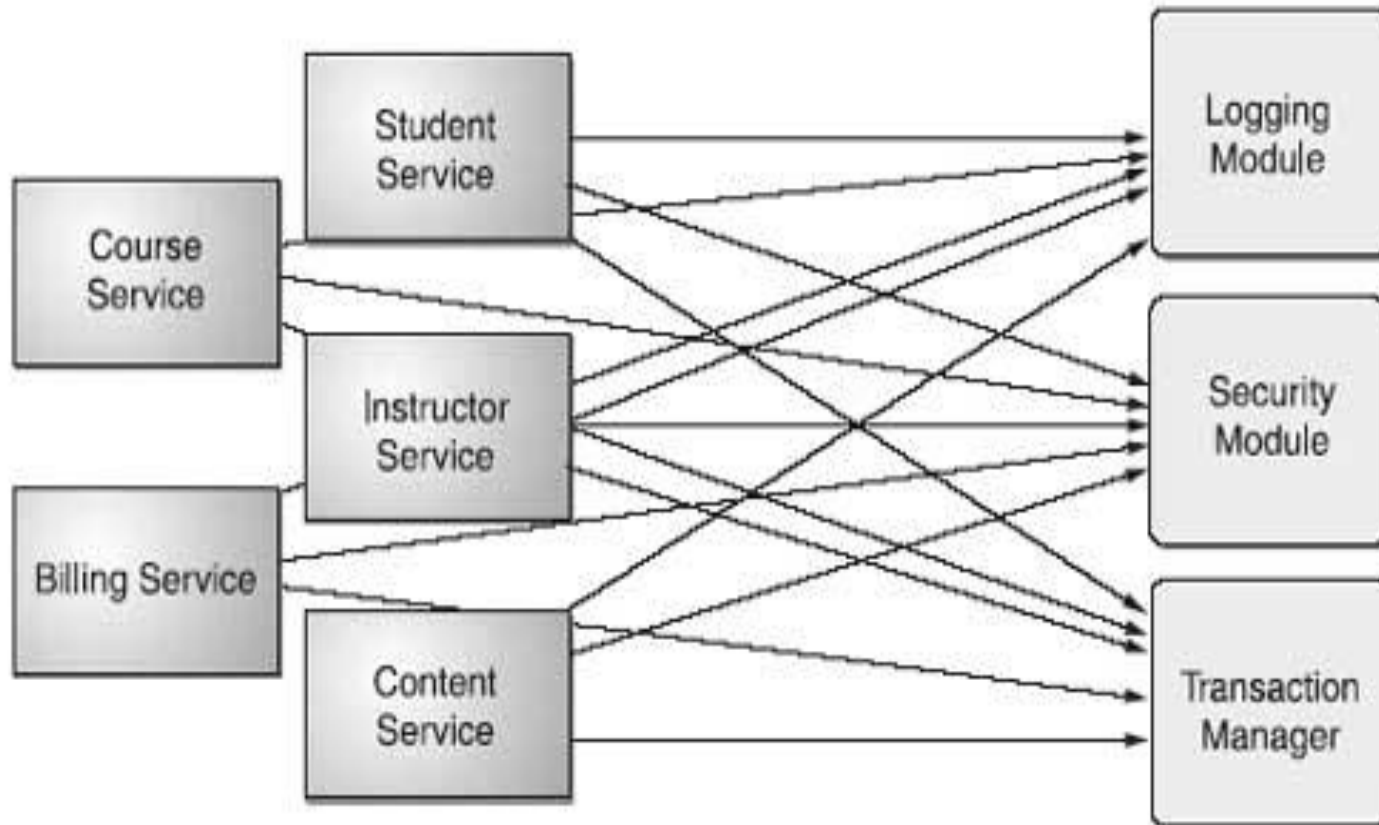 Student
Service
Course
Service
Instructor
Service
Billing Service
Content
Service
Logging
Module
Security
Module
Transaction
Manager